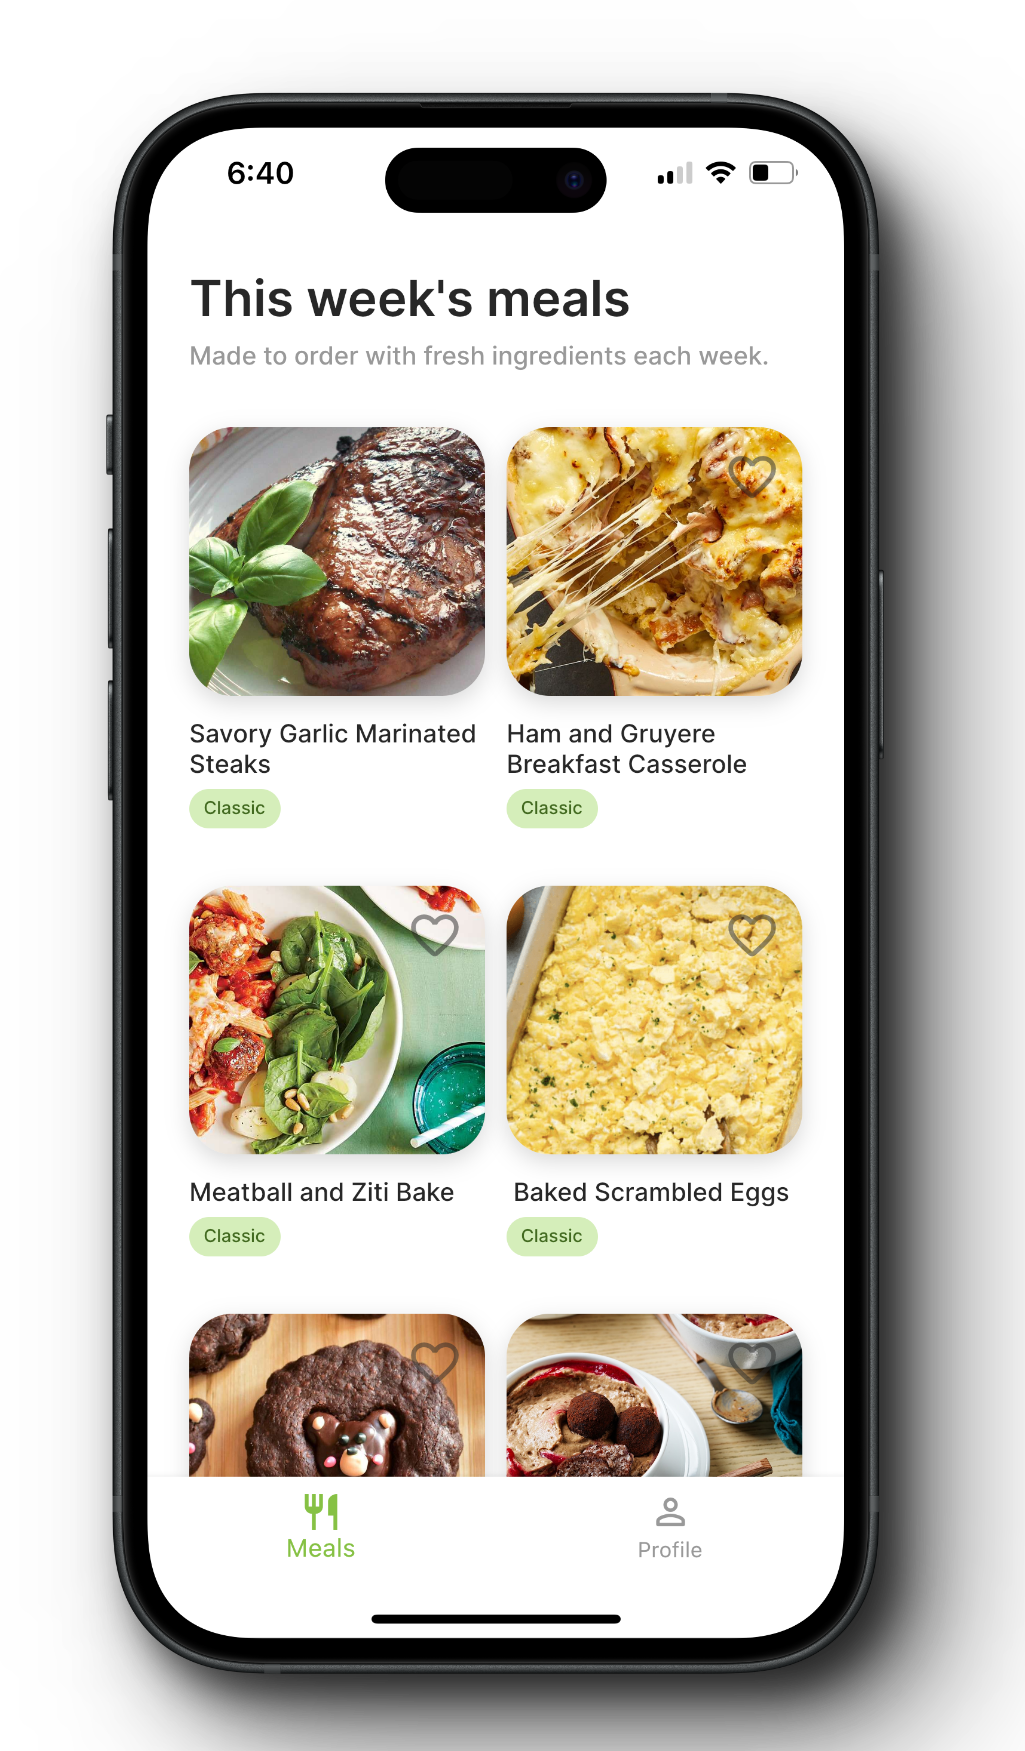 6:40
This week's meals
Made to order with fresh ingredients each week.
Savory Garlic Marinated
Steaks
Classic
Ham and Gruyere
Breakfast Casserole
Classic
Meatball and Ziti Bake
Classic
Baked Scrambled Eggs
Classic
Meals
Profile